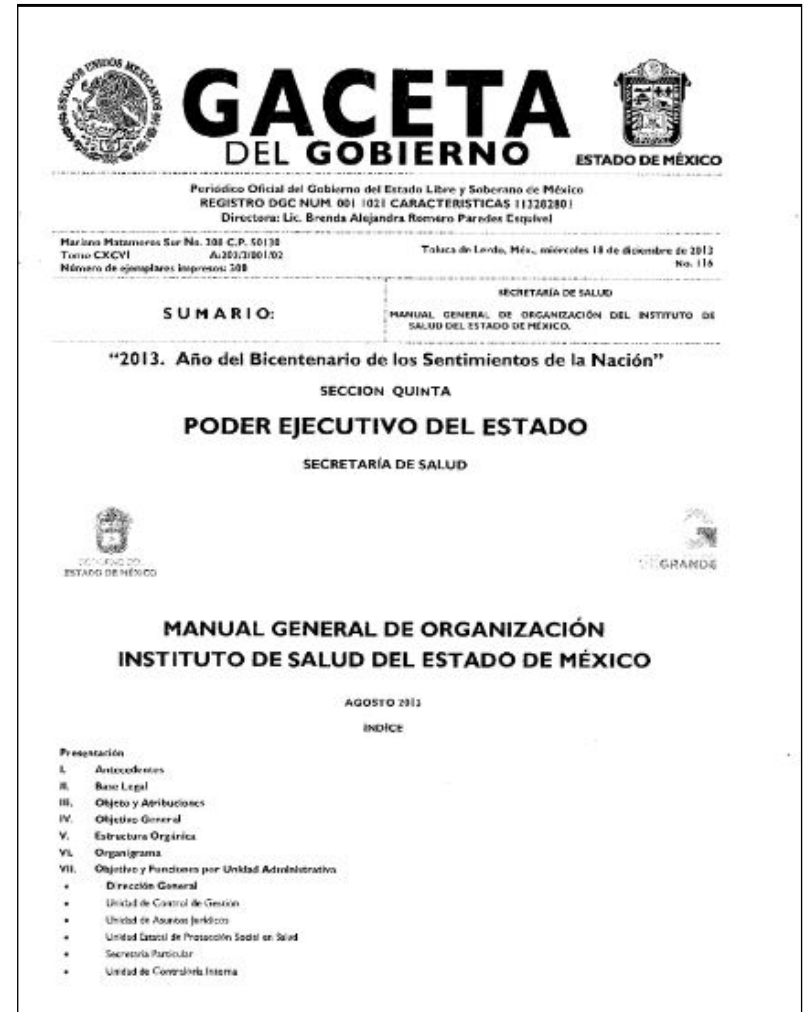 ESTADOS UNIDOS MEXICANOS
GACETA
DEL GOBIERNO
ESTADO DE MÉXICO
Periódico Oficial del Gobierno del Estado Libre y Soberano de México
REGISTRO DGC NUM. 001 1021 CARACTERISTICAS 113282801
Directora: Lic. Brenda Alejandra Romero Paredes Esquivel
Mariano Matamoros Sur No. 308 C.P. 50130
Tomo CXCVI A:202/3/001/02
Número de ejemplares impresos: 300
Toluca de Lerdo, Méx., miércoles 18 de diciembre de 2013
No. 116
SUMARIO:
SECRETARÍA DE SALUD
MANUAL GENERAL DE ORGANIZACIÓN DEL INSTITUTO DE
SALUD DEL ESTADO DE MÉXICO.
“2013. Año del Bicentenario de los Sentimientos de la Nación”
SECCION QUINTA
PODER EJECUTIVO DEL ESTADO
SECRETARÍA DE SALUD
ESTADO DE MÉXICO
GRANDE
MANUAL GENERAL DE ORGANIZACIÓN
INSTITUTO DE SALUD DEL ESTADO DE MÉXICO
AGOSTO 2013
INDÍCE
Presentación
I. Antecedentes
II. Base Legal
III. Objeto y Atribuciones
IV. Objetivo General
V. Estructura Orgánica
VI. Organigrama
VII. Objetivo y Funciones por Unidad Administrativa
• Dirección General
• Unidad de Control de Gestión
• Unidad de Asuntos Jurídicos
• Unidad Estatal de Protección Social en Salud
• Secretaría Particular
• Unidad de Contraloría Interna